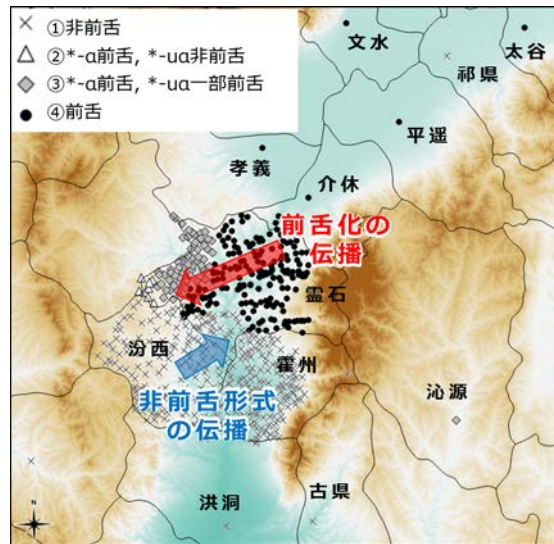 ①非前舌
②*-ɑ前舌, *-uɑ非前舌
③*-ɑ前舌, *-uɑ一部前舌
④前舌
文水
太谷
祁県
平遥
孝義
介休
前舌化の
伝播
霊石
汾西
霍州
沁源
非前舌形式
の伝播
古県
洪洞
N